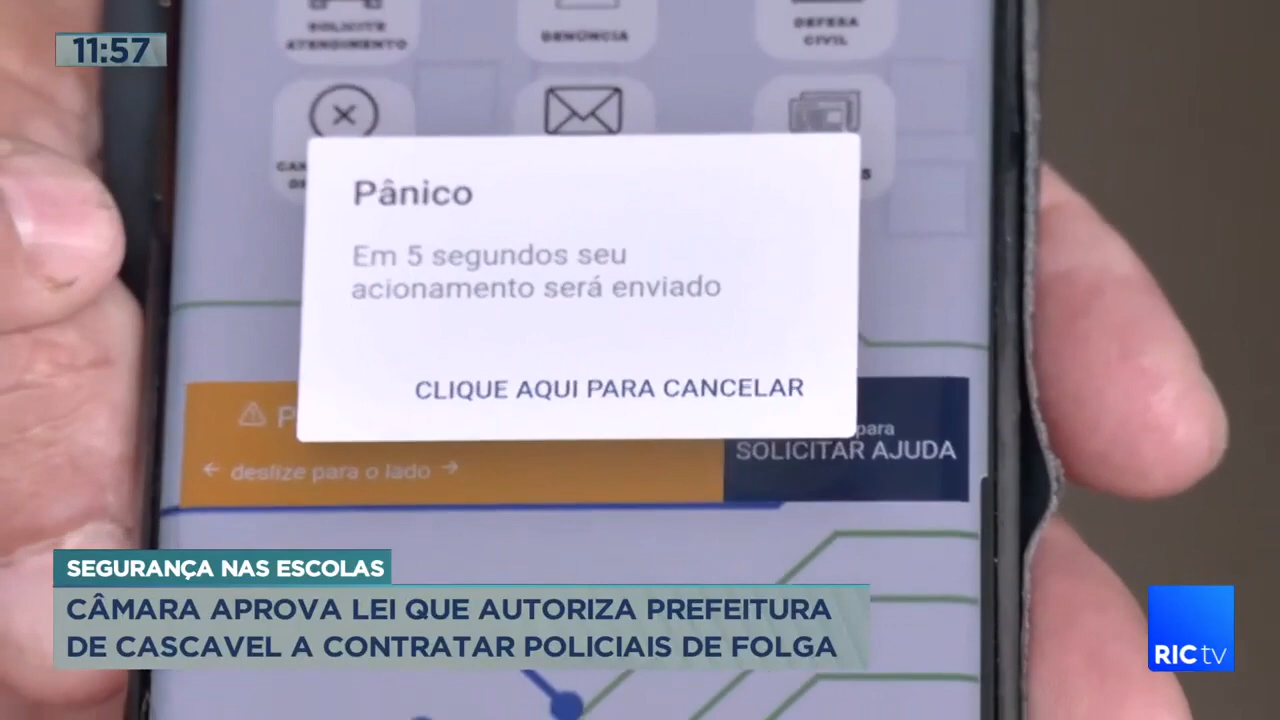 11:57
SOLICITE
ATENDIMENTO
DENÚNCIA
DEFESA
CIVIL
Pânico
Em 5 segundos seu
acionamento será enviado
CLIQUE AQUI PARA CANCELAR
para
SOLICITAR AJUDA
← deslize para o lado →
SEGURANÇA NAS ESCOLAS
CÂMARA APROVA LEI QUE AUTORIZA PREFEITURA
DE CASCAVEL A CONTRATAR POLICIAIS DE FOLGA
RIC tv